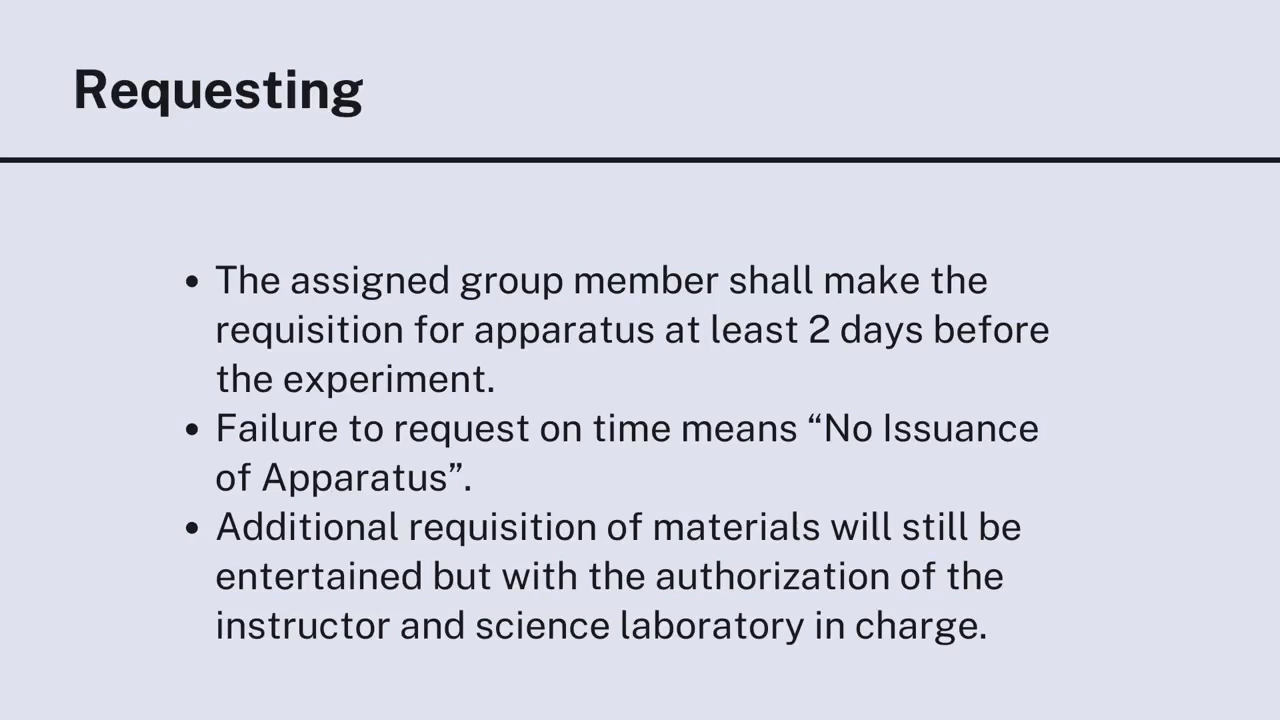 Requesting
• The assigned group member shall make the
requisition for apparatus at least 2 days before
the experiment.
• Failure to request on time means “No Issuance
of Apparatus”.
• Additional requisition of materials will still be
entertained but with the authorization of the
instructor and science laboratory in charge.